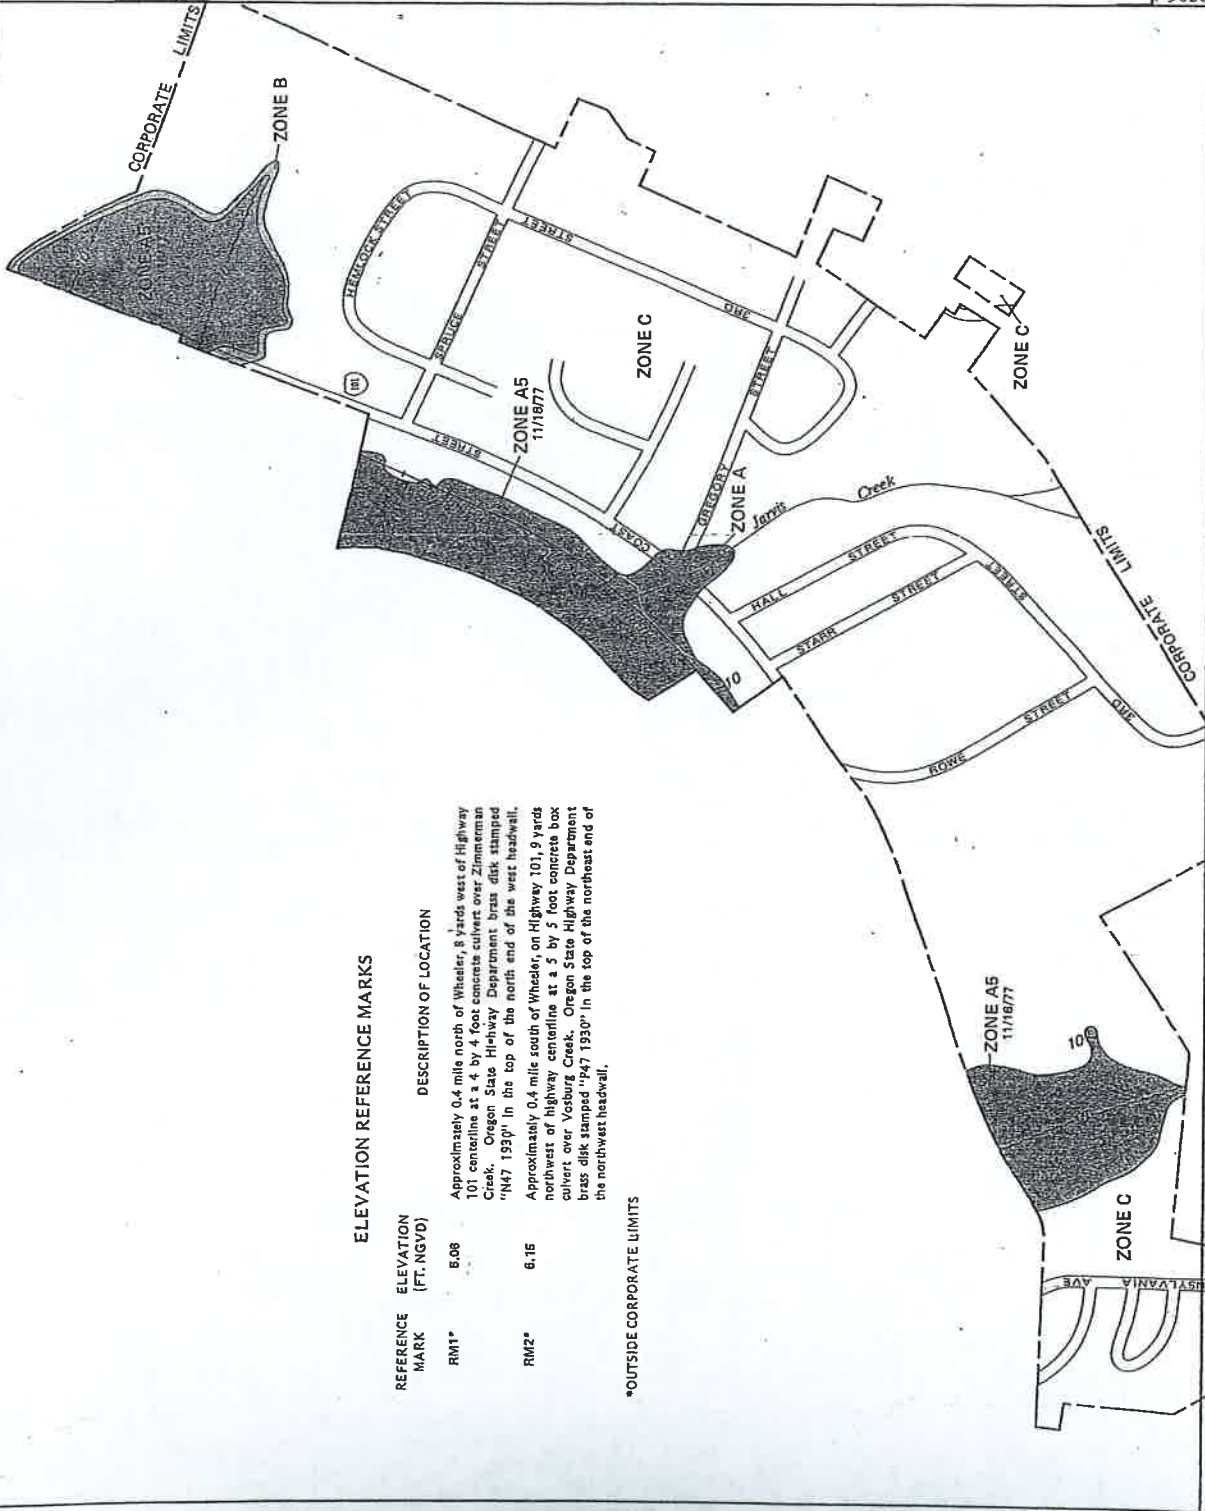 CORPORATE LIMITS
ZONE B
ZONE A5
HEMLOCK STREET
SPRUCE STREET
3RD STREET
101
COAST STREET
ZONE A5
11/16/77
ZONE C
GREGORY STREET
ZONE A
Jarvis Creek
ZONE C
HALL STREET
STARR STREET
3RD STREET
ROWE STREET
CORPORATE LIMITS
10
ELEVATION REFERENCE MARKS
REFERENCE MARK
ELEVATION (FT. NGVD)
DESCRIPTION OF LOCATION
RM1*
Approximately 0.4 mile north of Wheeler, 8 yards west of Highway
101 centerline at a 4 by 4 foot concrete culvert over Zimmerman
Creek. Oregon State Highway Department brass disk stamped
"N47 1930" in the top of the north end of the west headwall.
RM2*
6.15
Approximately 0.4 mile south of Wheeler, on Highway 101, 9 yards
northwest of highway centerline at a 5 by 5 foot concrete box
culvert over Vosburg Creek. Oregon State Highway Department
brass disk stamped "P47 1930" in the top of the northeast end of
the northwest headwall.
*OUTSIDE CORPORATE LIMITS
ZONE A5
11/16/77
10
ZONE C
AVE